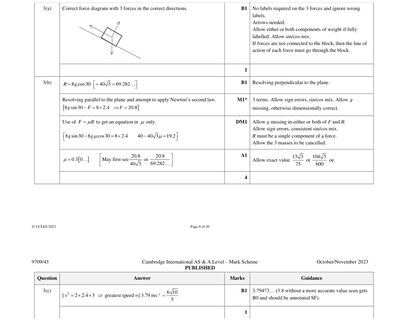 3(a) Correct force diagram with 3 forces in the correct directions. B1 No labels required on the 3 forces and ignore wrong
labels.
Arrows needed.
Allow either or both components of weight if fully
labelled. Allow sin/cos mix.
If forces are not connected to the block, then the line of
action of each force must go through the block.
1
3(b) R = 8g cos30 [= 40√3 = 69.282…] B1 Resolving perpendicular to the plane.
Resolving parallel to the plane and attempt to apply Newton's second law. M1* 3 terms. Allow sign errors, sin/cos mix. Allow g
[8g sin30 − F = 8 × 2.4 ⇒ F = 20.8] missing, otherwise dimensionally correct.
Use of F = μR to get an equation in μ only. DM1 Allow g missing in either or both of F and R.
Allow sign errors, consistent sin/cos mix.
[8g sin30 − 8gμ cos30 = 8 × 2.4 40 − 40√3μ = 19.2] R must be a single component of a force.
Allow the 3 masses to be cancelled.
μ = 0.3[0…] [May first see 20.8/40√3 or 20.8/69.282…] A1 Allow exact value 13√3/75 or 104√3/600 oe.
4
© UCLES 2023 Page 9 of 20
9709/43 Cambridge International AS & A Level – Mark Scheme October/November 2023
PUBLISHED
Question Answer Marks Guidance
3(c) [v² = 2 × 2.4 × 3 ⇒ greatest speed =] 3.79 ms⁻¹ = 6√10/5 B1 3.79473… (3.8 without a more accurate value seen gets
B0 and should be annotated SF).
1